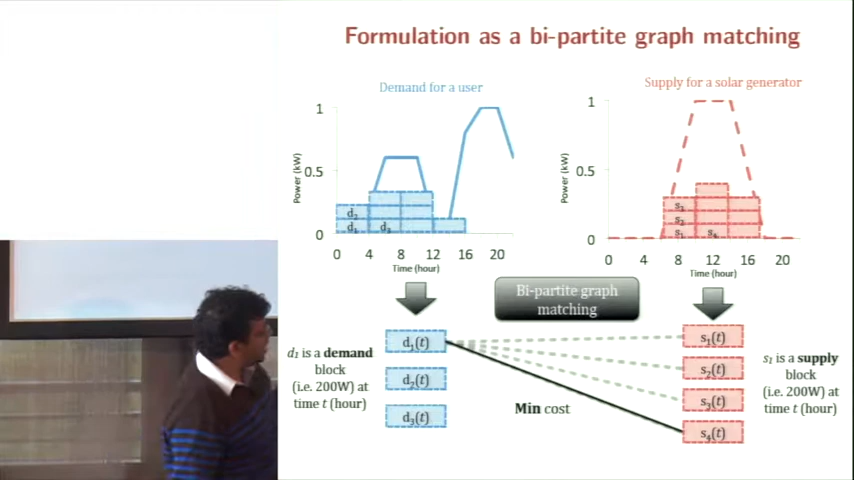 Formulation as a bi-partite graph matching
Demand for a user
Supply for a solar generator
Power (kW)
1
0.5
0
d2
d1
d3
0 4 8 12 16 20
Time (hour)
Power (kW)
1
0.5
0
s3
s2
s1
s4
0 4 8 12 16 20
Time (hour)
Bi-partite graph
matching
d1(t)
d2(t)
d3(t)
s1(t)
s2(t)
s3(t)
s4(t)
d1 is a demand
block
(i.e. 200W) at
time t (hour)
Min cost
s1 is a supply
block
(i.e. 200W) at
time t (hour)